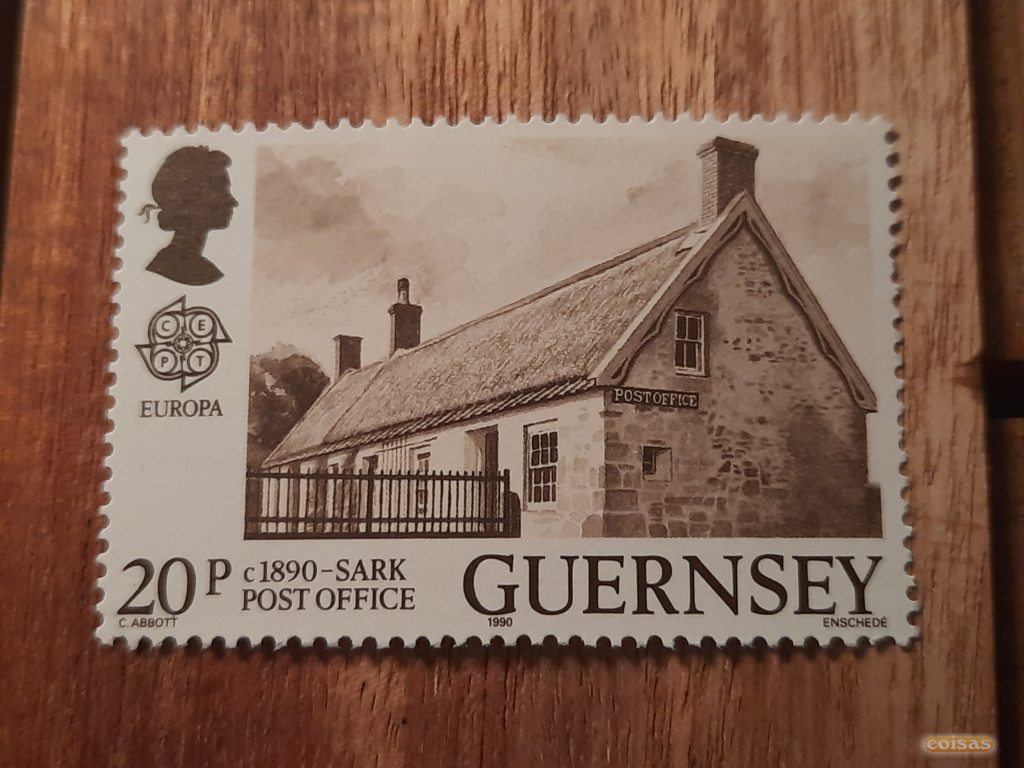 CEPT
EUROPA
POST OFFICE
20P
c1890-SARK
POST OFFICE
GUERNSEY
C. ABBOTT
1990
ENSCHEDÉ
coisas